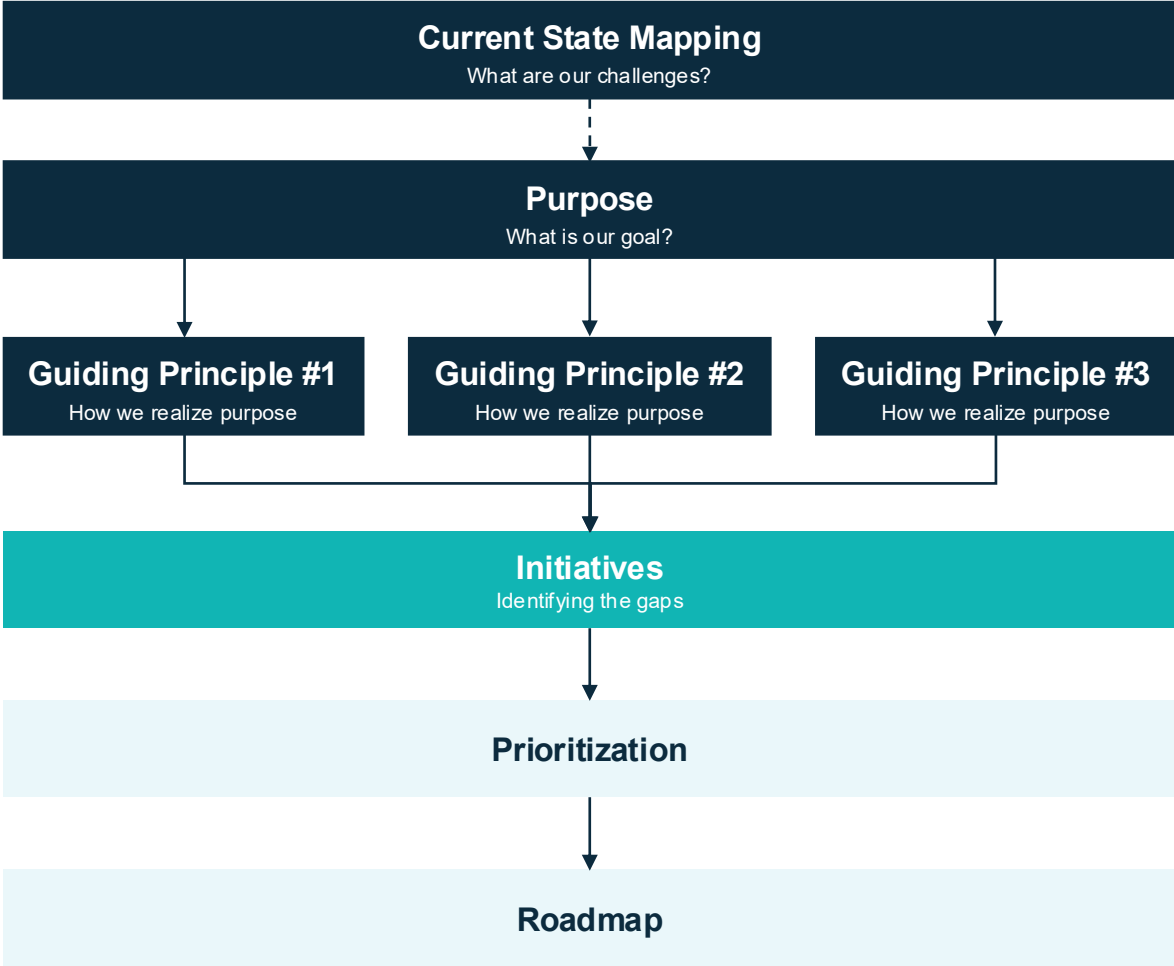 Current State Mapping
What are our challenges?
Purpose
What is our goal?
Guiding Principle #1
How we realize purpose
Guiding Principle #2
How we realize purpose
Guiding Principle #3
How we realize purpose
Initiatives
Identifying the gaps
Prioritization
Roadmap